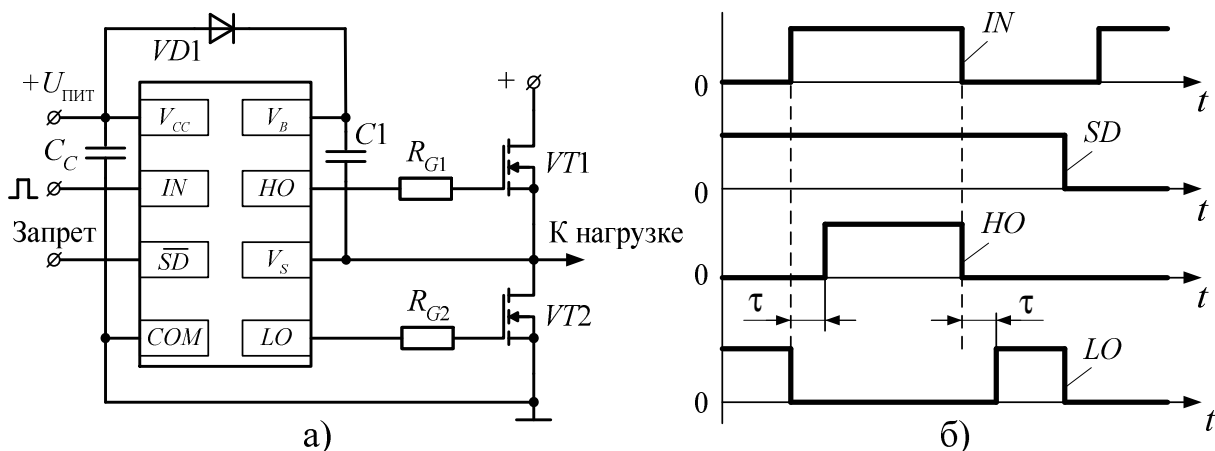 VD1
+U ПИТ
+
V_CC
V_B
C_C
C1
R_G1
VT1
IN
HO
Запрет
К нагрузке
SD
V_S
R_G2
VT2
COM
LO
а)
IN
0
t
SD
0
t
HO
0
t
τ
τ
LO
0
t
б)